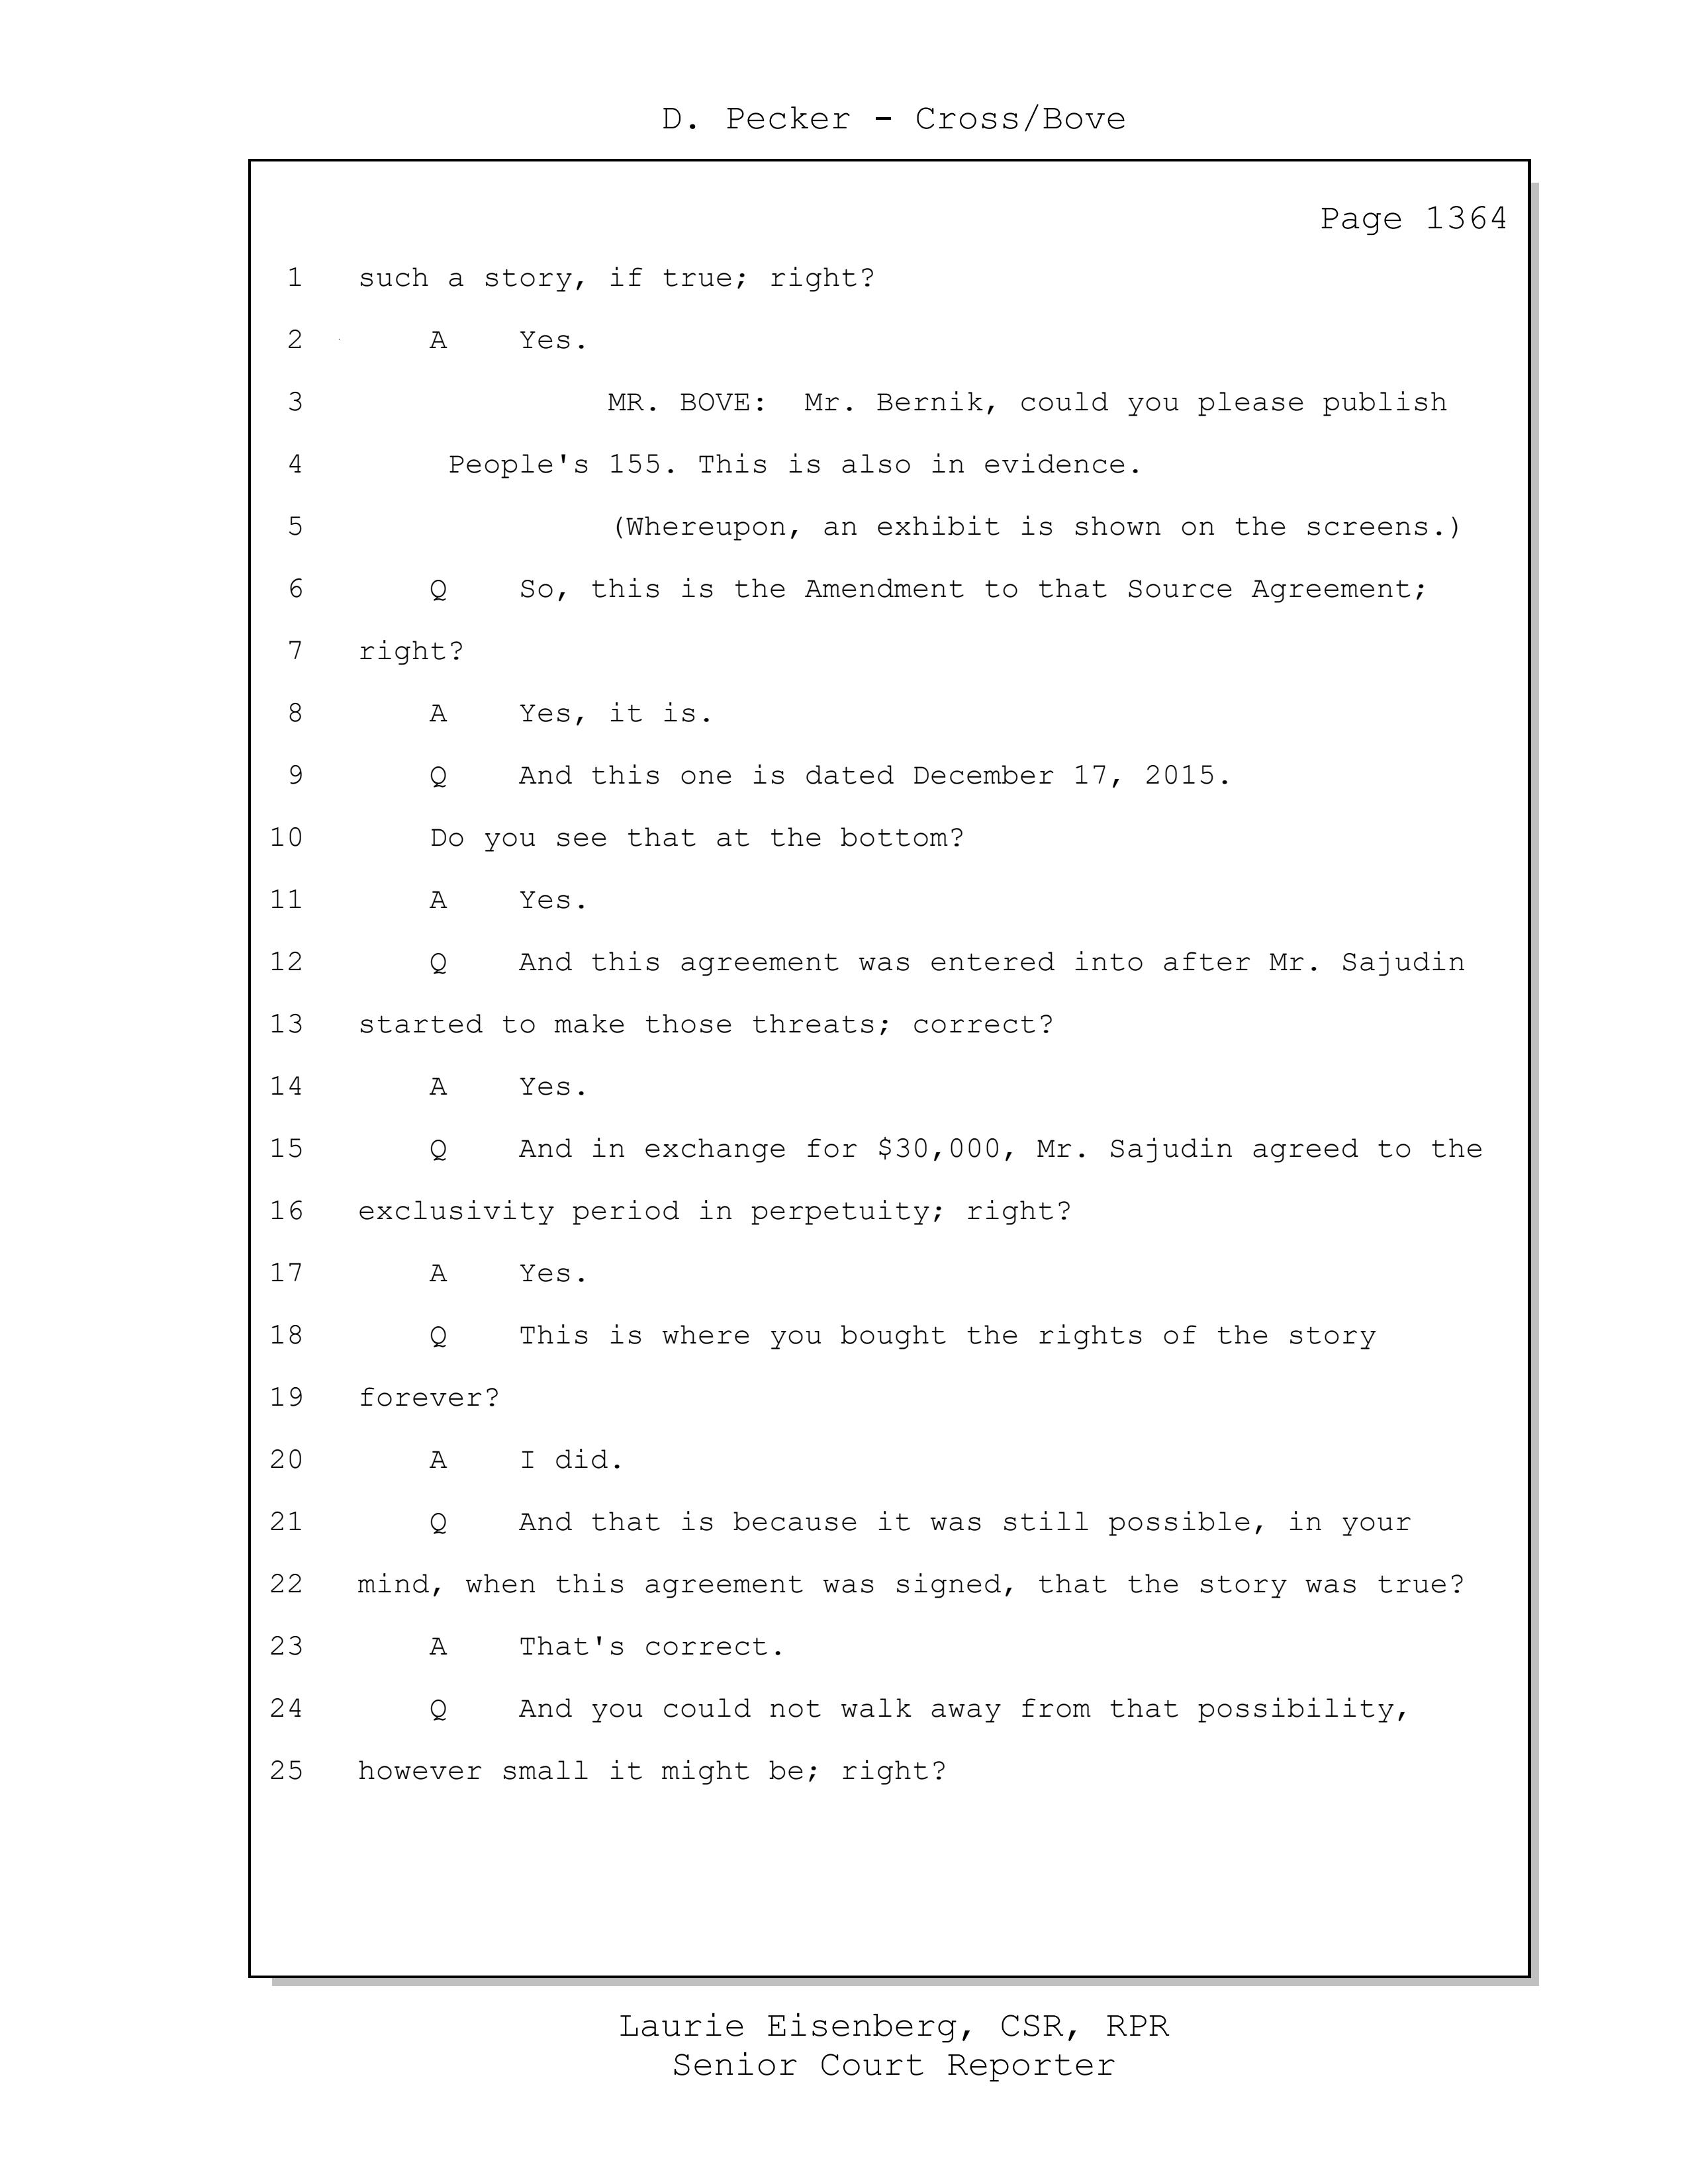 D. Pecker - Cross/Bove
Page 1364
1 such a story, if true; right?
2 A Yes.
3 MR. BOVE: Mr. Bernik, could you please publish
4 People's 155. This is also in evidence.
5 (Whereupon, an exhibit is shown on the screens.)
6 Q So, this is the Amendment to that Source Agreement;
7 right?
8 A Yes, it is.
9 Q And this one is dated December 17, 2015.
10 Do you see that at the bottom?
11 A Yes.
12 Q And this agreement was entered into after Mr. Sajudin
13 started to make those threats; correct?
14 A Yes.
15 Q And in exchange for $30,000, Mr. Sajudin agreed to the
16 exclusivity period in perpetuity; right?
17 A Yes.
18 Q This is where you bought the rights of the story
19 forever?
20 A I did.
21 Q And that is because it was still possible, in your
22 mind, when this agreement was signed, that the story was true?
23 A That's correct.
24 Q And you could not walk away from that possibility,
25 however small it might be; right?
Laurie Eisenberg, CSR, RPR
Senior Court Reporter